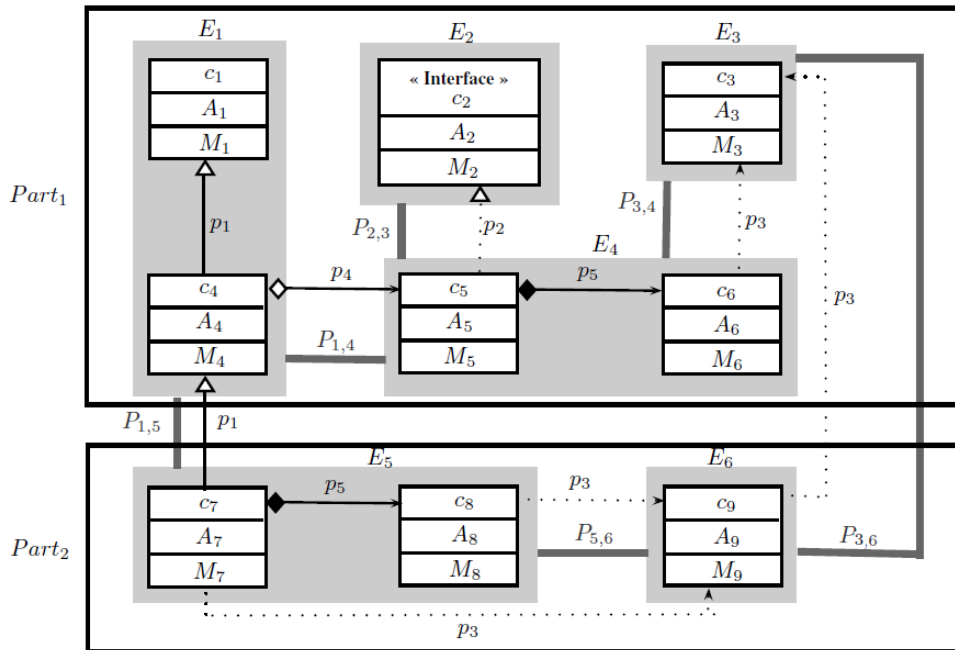 E₁ E₂ E₃
c₁
A₁
M₁
« Interface »
c₂
A₂
M₂
c₃
A₃
M₃
Part₁
p₁
P₂,₃
p₂
P₃,₄
p₃
E₄
p₄
p₅
c₄
A₄
M₄
c₅
A₅
M₅
c₆
A₆
M₆
p₃
P₁,₄
P₁,₅
p₁
E₅ E₆
p₅
p₃
c₇
A₇
M₇
c₈
A₈
M₈
c₉
A₉
M₉
Part₂
P₅,₆
P₃,₆
p₃